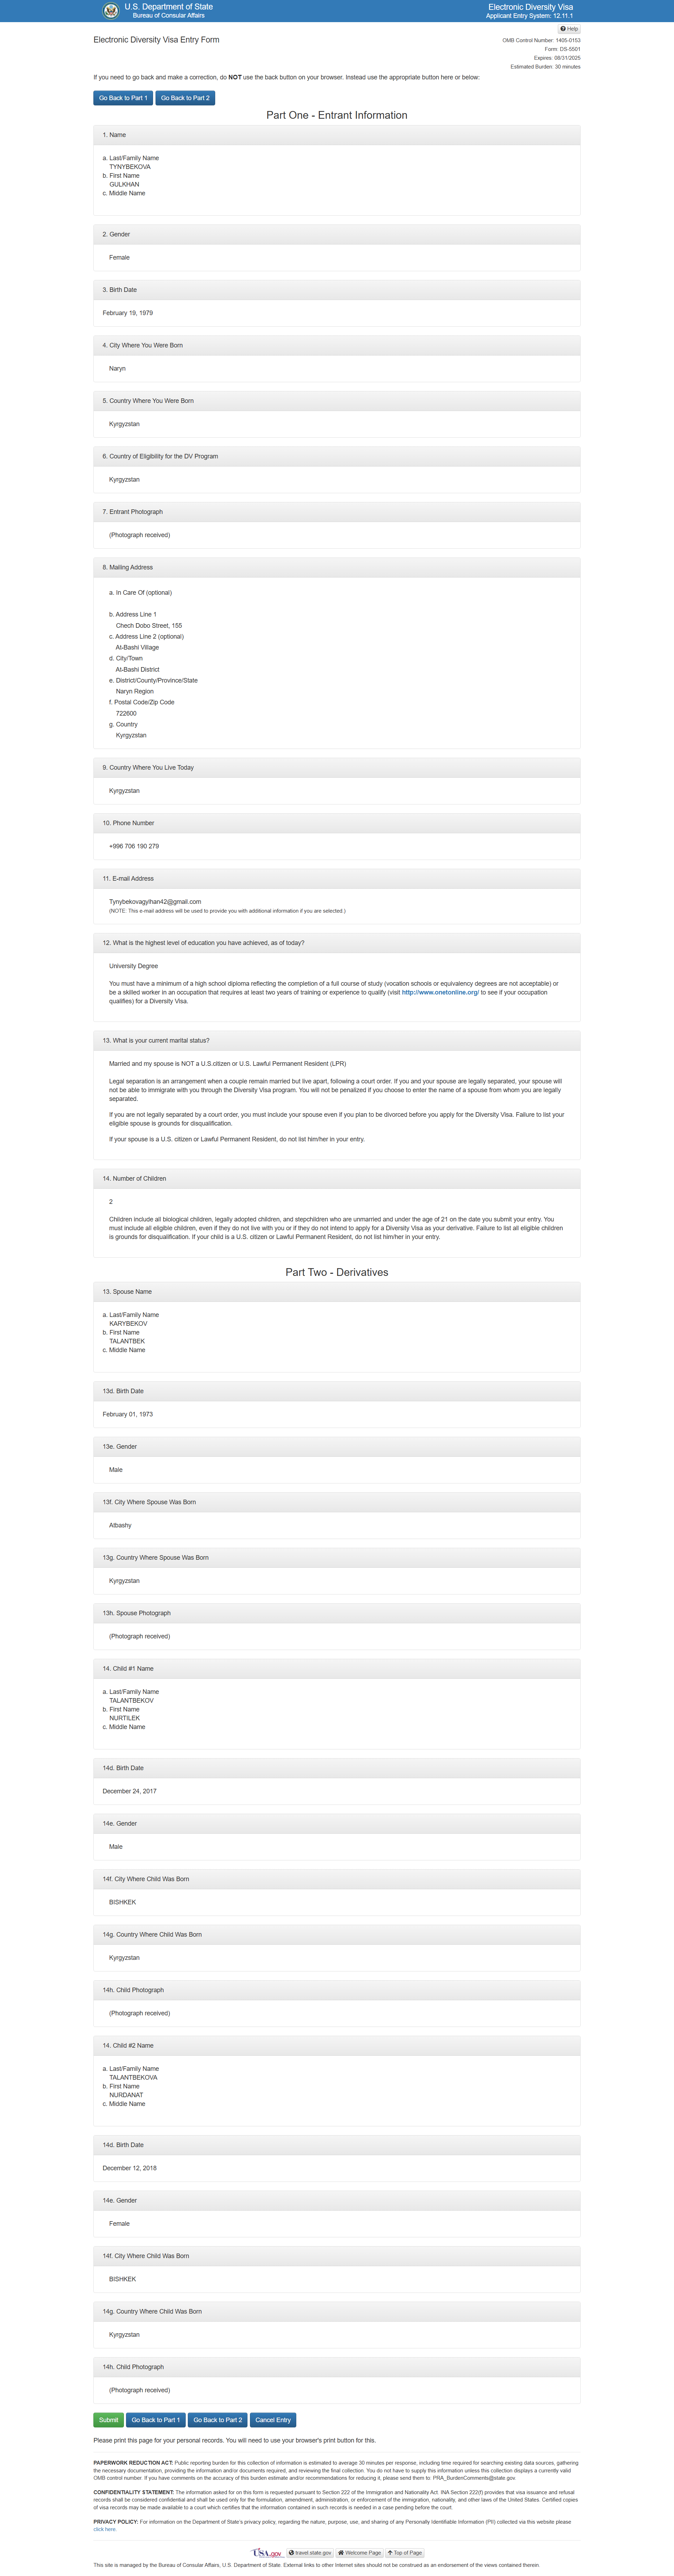 U.S. Department of State
Bureau of Consular Affairs
Electronic Diversity Visa
Applicant Entry System: 12.11.1
Help
Electronic Diversity Visa Entry Form
OMB Control Number: 1405-0153
Form: DS-5501
Expires: 08/31/2025
Estimated Burden: 30 minutes
If you need to go back and make a correction, do NOT use the back button on your browser. Instead use the appropriate button here or below:
Go Back to Part 1
Go Back to Part 2
Part One - Entrant Information
1. Name
a. Last/Family Name
TYNYBEKOVA
b. First Name
GULKHAN
c. Middle Name
2. Gender
Female
3. Birth Date
February 19, 1979
4. City Where You Were Born
Naryn
5. Country Where You Were Born
Kyrgyzstan
6. Country of Eligibility for the DV Program
Kyrgyzstan
7. Entrant Photograph
(Photograph received)
8. Mailing Address
a. In Care Of (optional)
b. Address Line 1
Chech Dobo Street, 155
c. Address Line 2 (optional)
At-Bashi Village
d. City/Town
At-Bashi District
e. District/County/Province/State
Naryn Region
f. Postal Code/Zip Code
722600
g. Country
Kyrgyzstan
9. Country Where You Live Today
Kyrgyzstan
10. Phone Number
+996 706 190 279
11. E-mail Address
Tynybekovagylhan42@gmail.com
(NOTE: This e-mail address will be used to provide you with additional information if you are selected.)
12. What is the highest level of education you have achieved, as of today?
University Degree
You must have a minimum of a high school diploma reflecting the completion of a full course of study (vocation schools or equivalency degrees are not acceptable) or
be a skilled worker in an occupation that requires at least two years of training or experience to qualify (visit http://www.onetonline.org/ to see if your occupation
qualifies) for a Diversity Visa.
13. What is your current marital status?
Married and my spouse is NOT a U.S.citizen or U.S. Lawful Permanent Resident (LPR)
Legal separation is an arrangement when a couple remain married but live apart, following a court order. If you and your spouse are legally separated, your spouse will
not be able to immigrate with you through the Diversity Visa program. You will not be penalized if you choose to enter the name of a spouse from whom you are legally
separated.
If you are not legally separated by a court order, you must include your spouse even if you plan to be divorced before you apply for the Diversity Visa. Failure to list your
eligible spouse is grounds for disqualification.
If your spouse is a U.S. citizen or Lawful Permanent Resident, do not list him/her in your entry.
14. Number of Children
2
Children include all biological children, legally adopted children, and stepchildren who are unmarried and under the age of 21 on the date you submit your entry. You
must include all eligible children, even if they do not live with you or if they do not intend to apply for a Diversity Visa as your derivative. Failure to list all eligible children
is grounds for disqualification. If your child is a U.S. citizen or Lawful Permanent Resident, do not list him/her in your entry.
Part Two - Derivatives
13. Spouse Name
a. Last/Family Name
KARYBEKOV
b. First Name
TALANTBEK
c. Middle Name
13d. Birth Date
February 01, 1973
13e. Gender
Male
13f. City Where Spouse Was Born
Atbashy
13g. Country Where Spouse Was Born
Kyrgyzstan
13h. Spouse Photograph
(Photograph received)
14. Child #1 Name
a. Last/Family Name
TALANTBEKOV
b. First Name
NURTILEK
c. Middle Name
14d. Birth Date
December 24, 2017
14e. Gender
Male
14f. City Where Child Was Born
BISHKEK
14g. Country Where Child Was Born
Kyrgyzstan
14h. Child Photograph
(Photograph received)
14. Child #2 Name
a. Last/Family Name
TALANTBEKOVA
b. First Name
NURDANAT
c. Middle Name
14d. Birth Date
December 12, 2018
14e. Gender
Female
14f. City Where Child Was Born
BISHKEK
14g. Country Where Child Was Born
Kyrgyzstan
14h. Child Photograph
(Photograph received)
Submit
Go Back to Part 1
Go Back to Part 2
Cancel Entry
Please print this page for your personal records. You will need to use your browser's print button for this.
PAPERWORK REDUCTION ACT: Public reporting burden for this collection of information is estimated to average 30 minutes per response, including time required for searching existing data sources, gathering
the necessary documentation, providing the information and/or documents required, and reviewing the final collection. You do not have to supply this information unless this collection displays a currently valid
OMB control number. If you have comments on the accuracy of this burden estimate and/or recommendations for reducing it, please send them to: PRA_BurdenComments@state.gov.
CONFIDENTIALITY STATEMENT: The information asked for on this form is requested pursuant to Section 222 of the Immigration and Nationality Act. INA Section 222(f) provides that visa issuance and refusal
records shall be considered confidential and shall be used only for the formulation, amendment, administration, or enforcement of the immigration, nationality, and other laws of the United States. Certified copies
of visa records may be made available to a court which certifies that the information contained in such records is needed in a case pending before the court.
PRIVACY POLICY: For information on the Department of State's privacy policy, regarding the nature, purpose, use, and sharing of any Personally Identifiable Information (PII) collected via this website please
click here.
USA.gov
travel.state.gov
Welcome Page
Top of Page
This site is managed by the Bureau of Consular Affairs, U.S. Department of State. External links to other Internet sites should not be construed as an endorsement of the views contained therein.